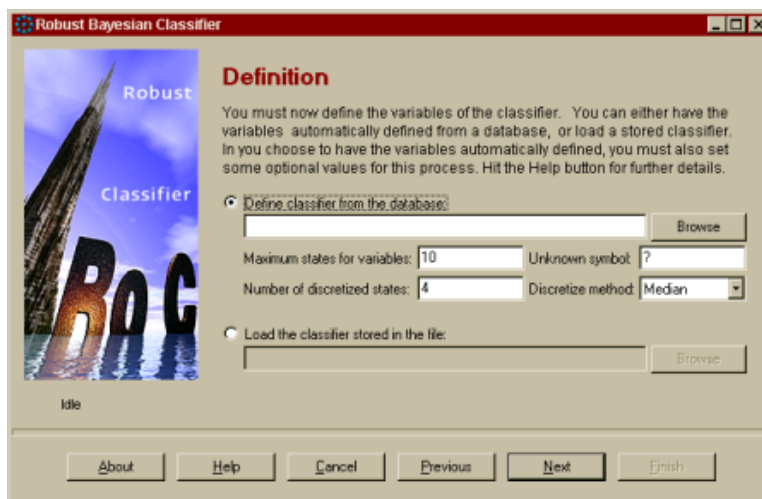 Robust Bayesian Classifier
Robust
Classifier
RoC
Definition
You must now define the variables of the classifier. You can either have the
variables automatically defined from a database, or load a stored classifier.
In you choose to have the variables automatically defined, you must also set
some optional values for this process. Hit the Help button for further details.
Define classifier from the database:
Browse
Maximum states for variables: 10 Unknown symbol: ?
Number of discretized states: 4 Discretize method: Median
Load the classifier stored in the file:
Browse
Idle
About Help Cancel Previous Next Finish